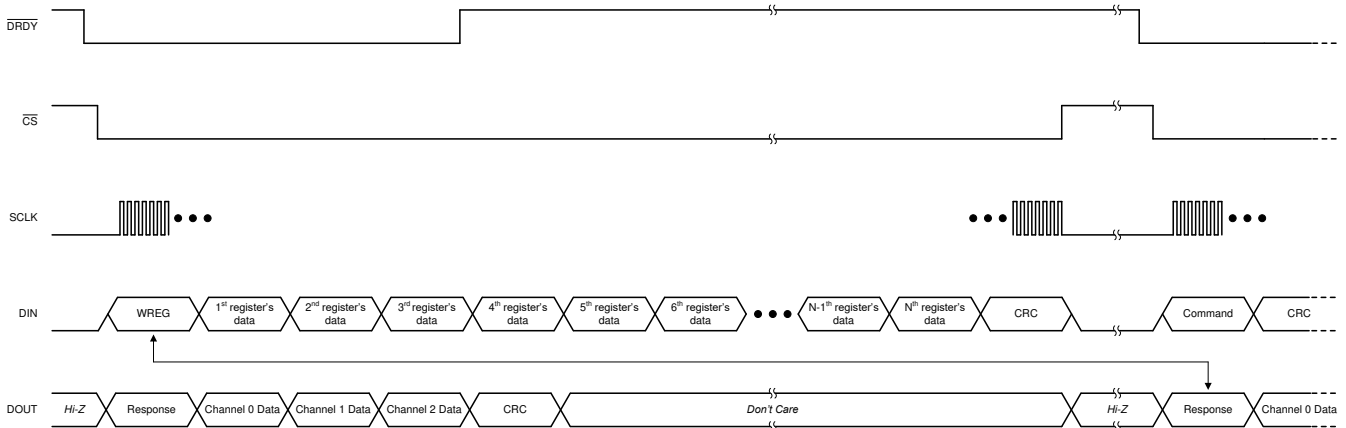 DRDY
CS
SCLK
DIN
WREG
1st register's
data
2nd register's
data
3rd register's
data
4th register's
data
5th register's
data
6th register's
data
N-1th register's
data
Nth register's
data
CRC
Command
CRC
DOUT
Hi-Z
Response
Channel 0 Data
Channel 1 Data
Channel 2 Data
CRC
Don't Care
Hi-Z
Response
Channel 0 Data